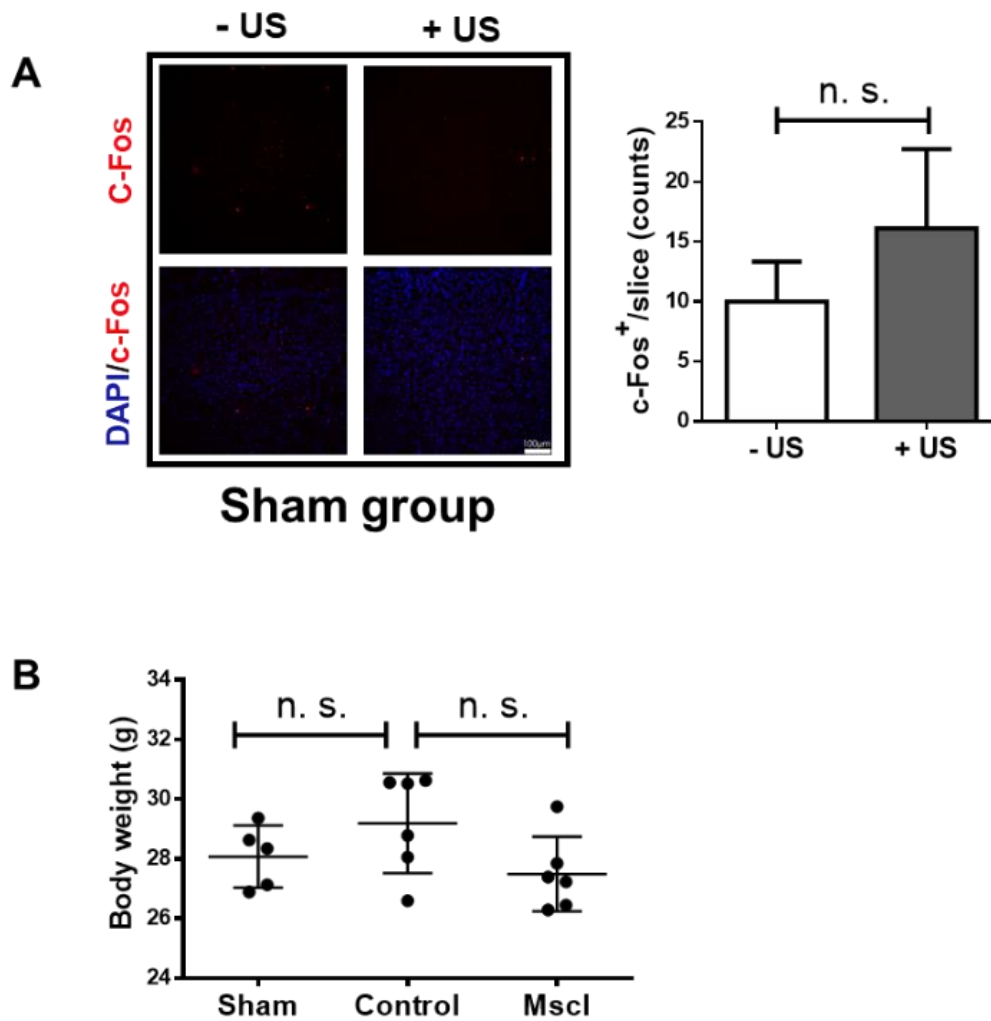 - US
+ US
A
C-Fos
DAPI/c-Fos
100μm
Sham group
n. s.
c-Fos+/slice (counts)
25
20
15
10
5
0
- US
+ US
B
Body weight (g)
34
32
30
28
26
24
n. s.
n. s.
Sham
Control
Mscl